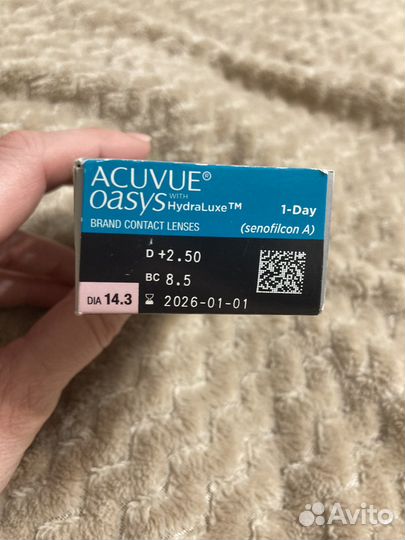 ACUVUE®
OASYS WITH HydraLuxe™ 1-Day
BRAND CONTACT LENSES (senofilcon A)
D +2.50
BC 8.5
DIA 14.3 2026-01-01
Avito